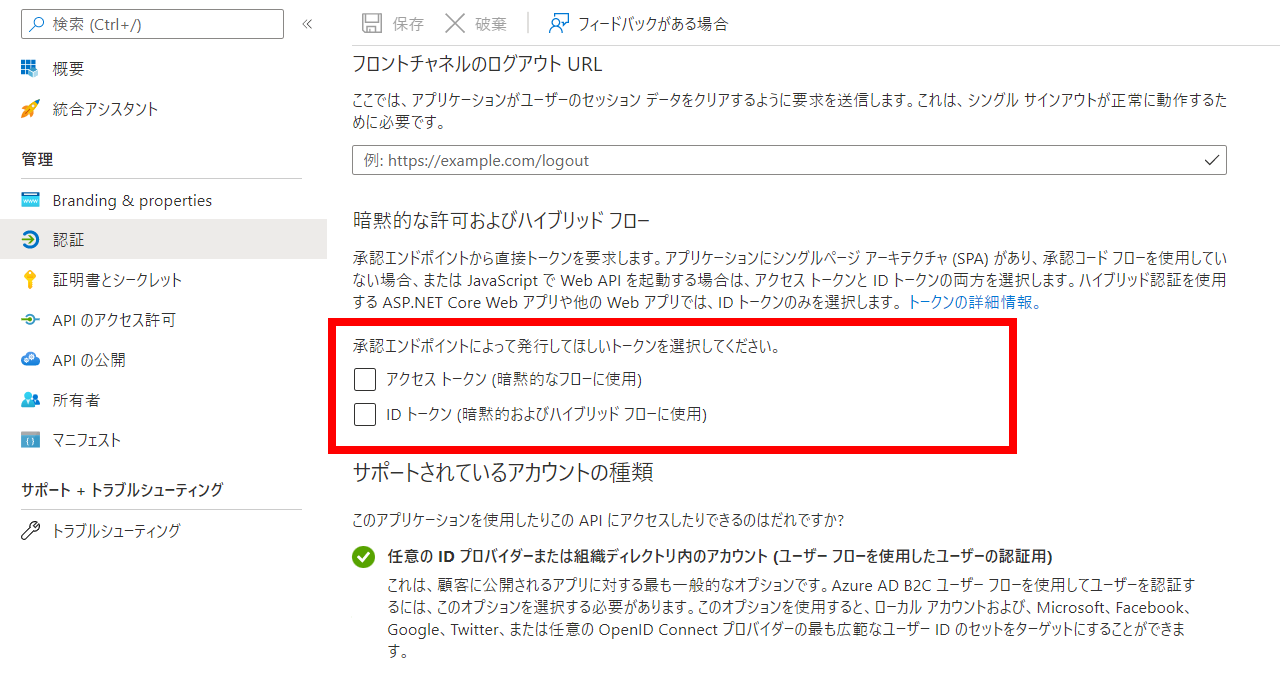 検索 (Ctrl+/)
«
保存
破棄
フィードバックがある場合
概要
統合アシスタント
管理
Branding & properties
認証
証明書とシークレット
API のアクセス許可
API の公開
所有者
マニフェスト
サポート + トラブルシューティング
トラブルシューティング
フロントチャネルのログアウト URL
ここでは、アプリケーションがユーザーのセッション データをクリアするように要求を送信します。これは、シングル サインアウトが正常に動作するた
めに必要です。
例: https://example.com/logout
暗黙的な許可およびハイブリッド フロー
承認エンドポイントから直接トークンを要求します。アプリケーションにシングルページ アーキテクチャ (SPA) があり、承認コード フローを使用してい
ない場合、または JavaScript で Web API を起動する場合は、アクセス トークンと ID トークンの両方を選択します。ハイブリッド認証を使用
する ASP.NET Core Web アプリや他の Web アプリでは、ID トークンのみを選択します。 トークンの詳細情報。
承認エンドポイントによって発行してほしいトークンを選択してください。
アクセス トークン (暗黙的なフローに使用)
ID トークン (暗黙的およびハイブリッド フローに使用)
サポートされているアカウントの種類
このアプリケーションを使用したりこの API にアクセスしたりできるのはだれですか?
任意の ID プロバイダーまたは組織ディレクトリ内のアカウント (ユーザー フローを使用したユーザーの認証用)
これは、顧客に公開されるアプリに対する最も一般的なオプションです。Azure AD B2C ユーザー フローを使用してユーザーを認証す
るには、このオプションを選択する必要があります。このオプションを使用すると、ローカル アカウントおよび、Microsoft、Facebook、
Google、Twitter、または任意の OpenID Connect プロバイダーの最も広範なユーザー ID のセットをターゲットにすることができま
す。